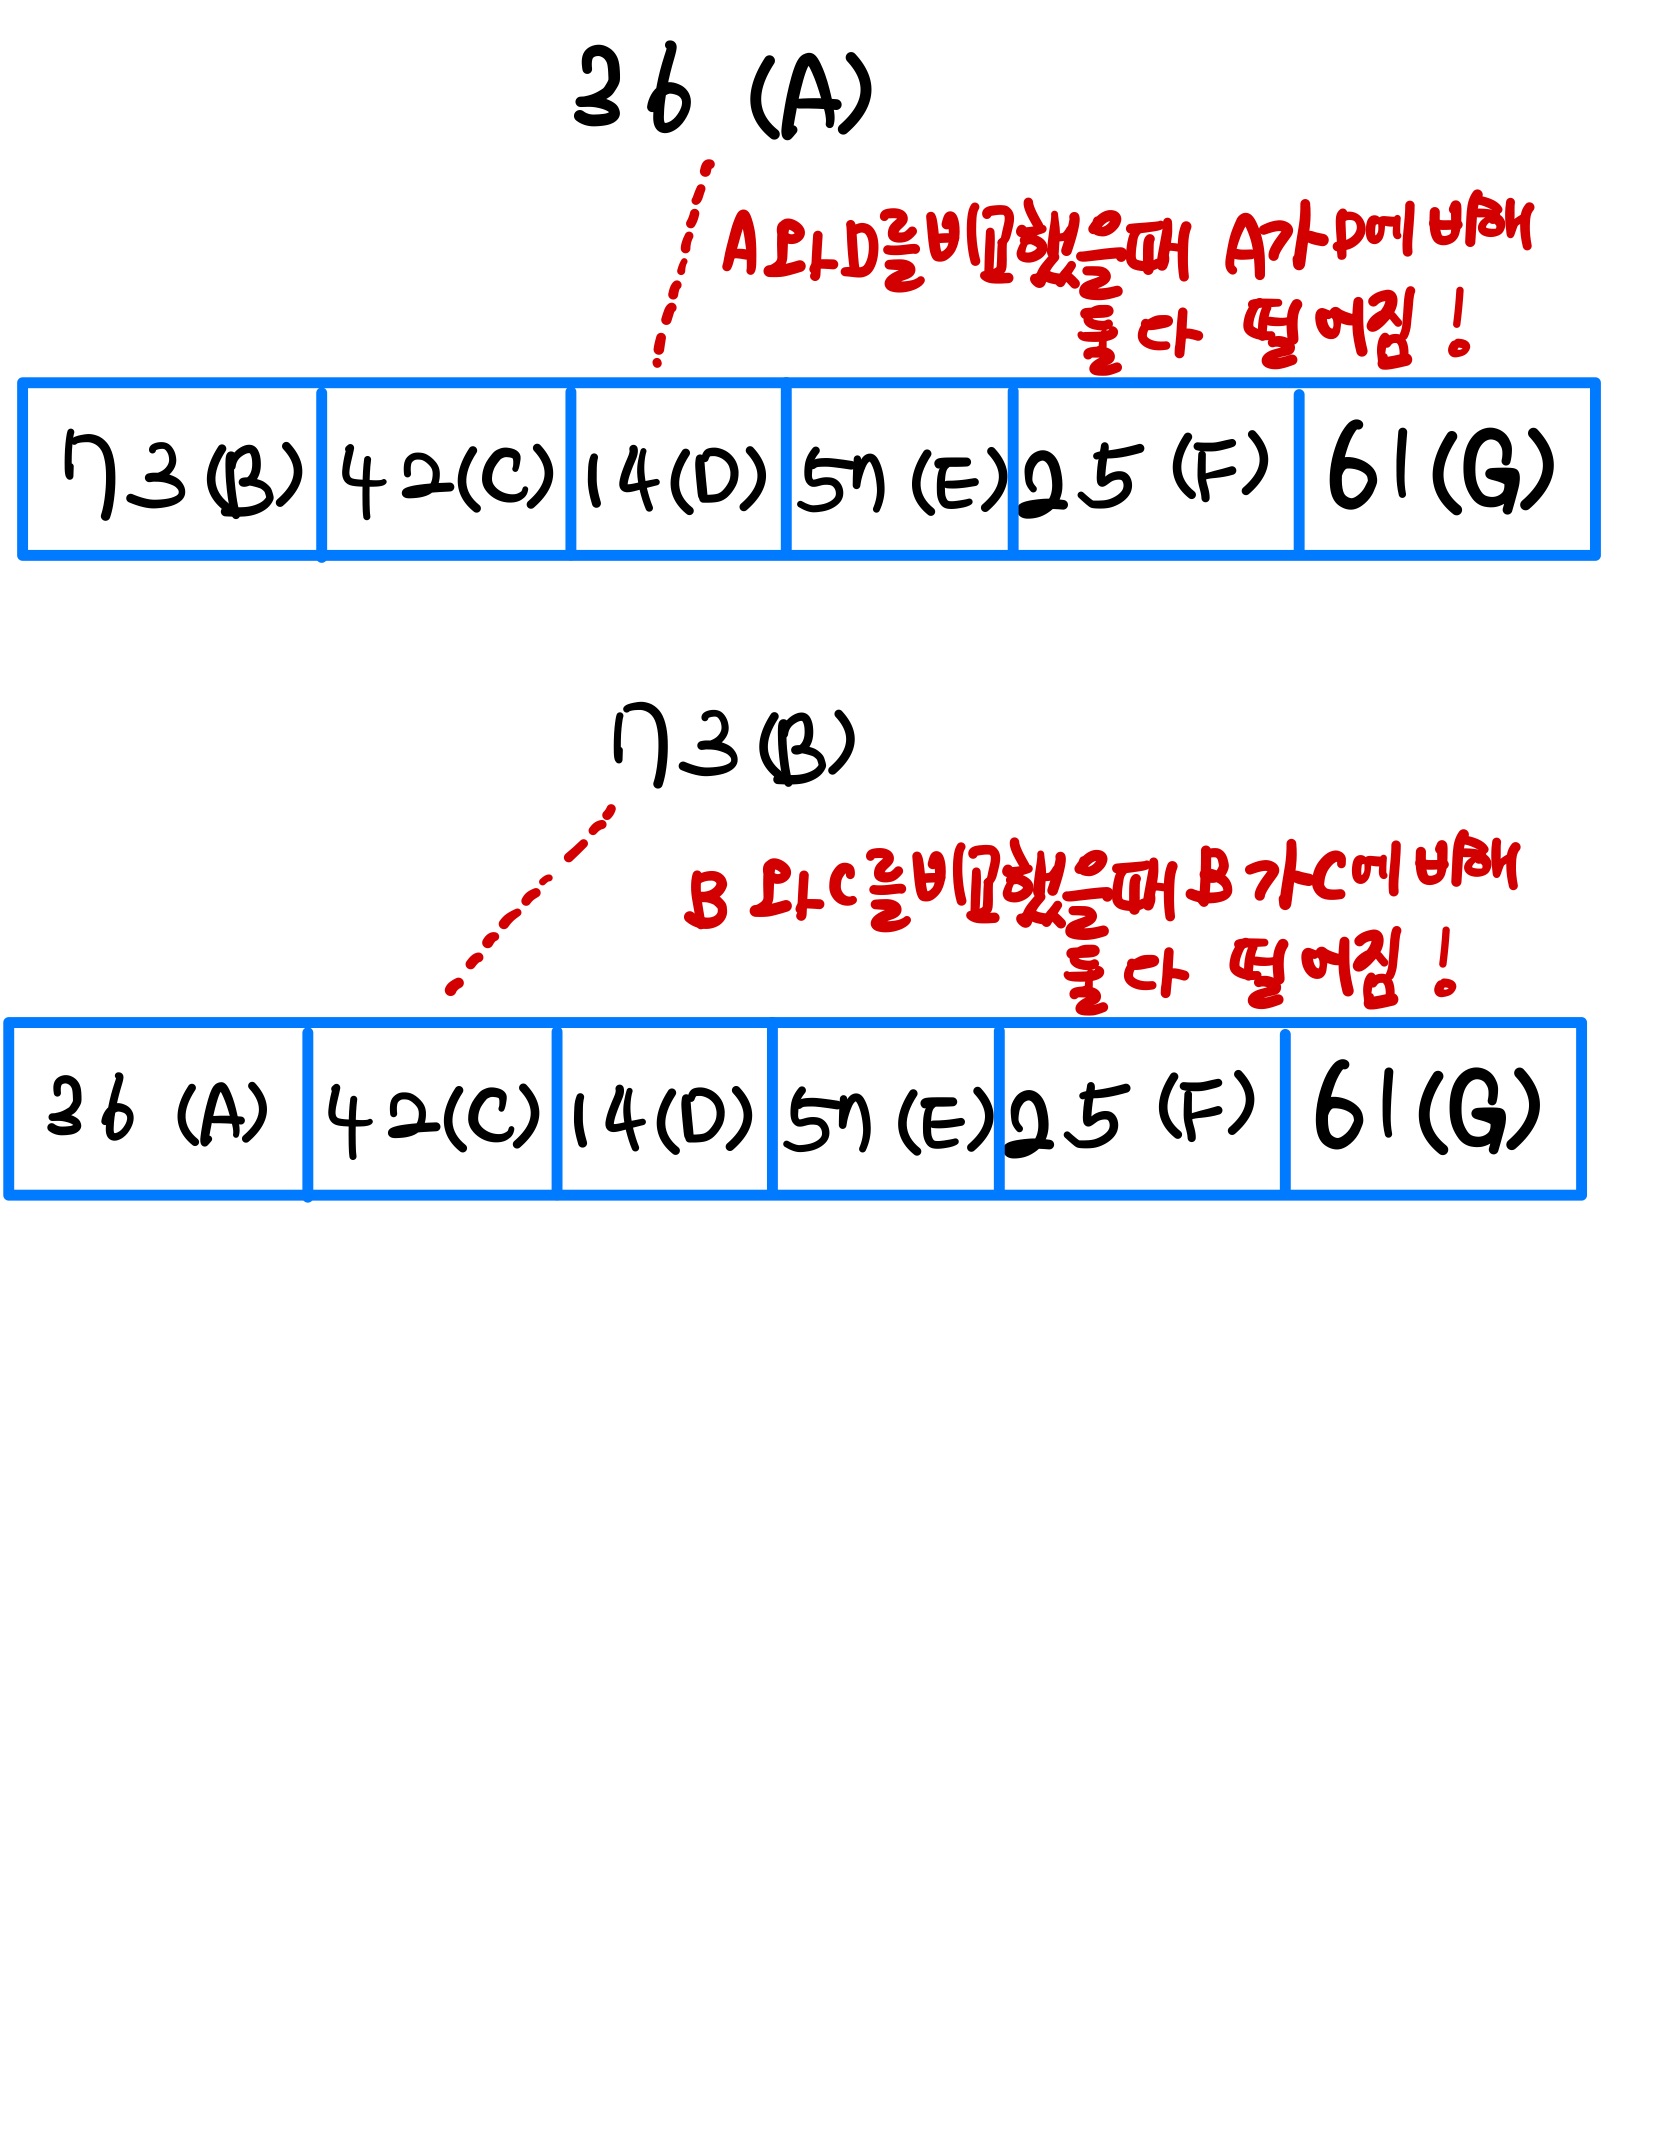 36 (A)
A와D를비교했을때 A가D에비해
둘다 떨어짐!
73(B) 42(C) 14(D) 57(E) 25(F) 61(G)
73(B)
B와C를비교했을때 B가C에비해
둘다 떨어짐!
36 (A) 42(C) 14(D) 57(E) 25(F) 61(G)